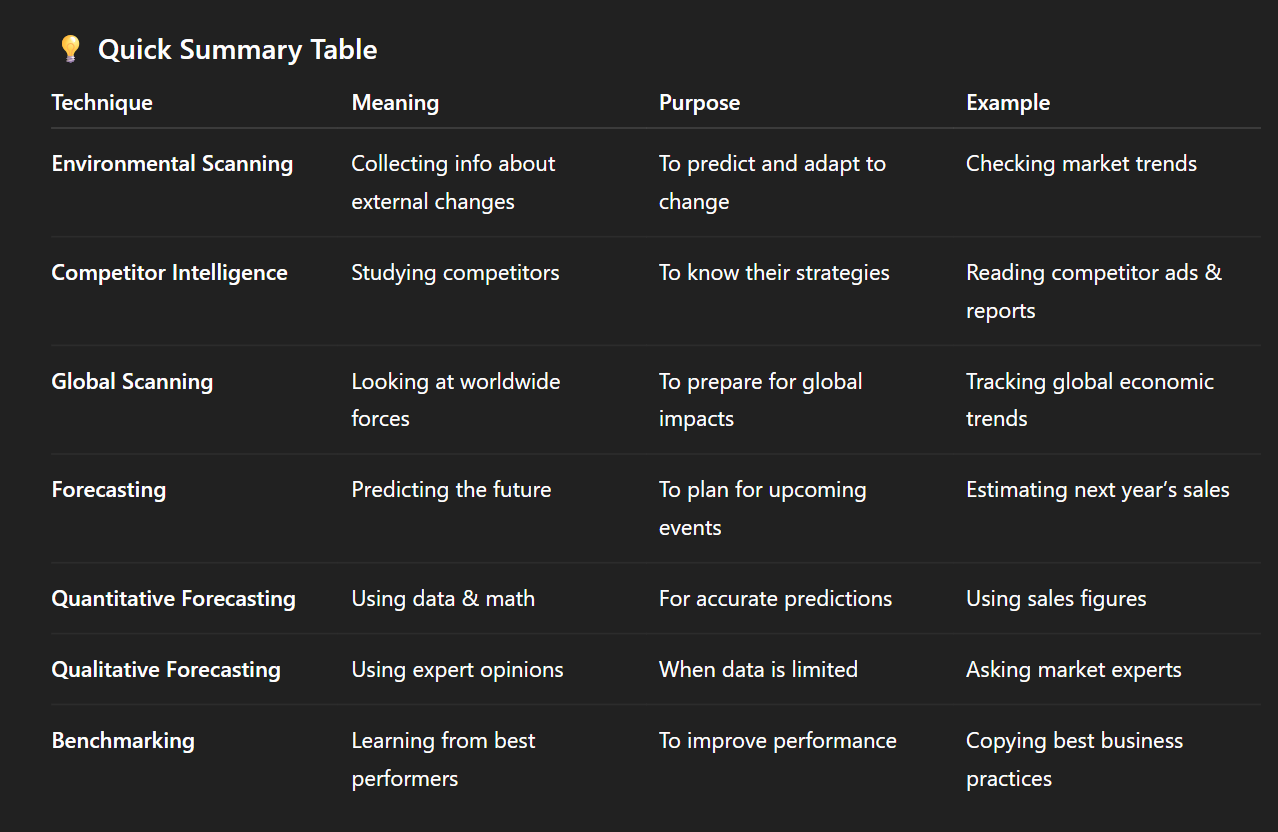 💡 Quick Summary Table
Technique Meaning Purpose Example
Environmental Scanning Collecting info about To predict and adapt to Checking market trends
external changes change
Competitor Intelligence Studying competitors To know their strategies Reading competitor ads &
reports
Global Scanning Looking at worldwide To prepare for global Tracking global economic
forces impacts trends
Forecasting Predicting the future To plan for upcoming Estimating next year’s sales
events
Quantitative Forecasting Using data & math For accurate predictions Using sales figures
Qualitative Forecasting Using expert opinions When data is limited Asking market experts
Benchmarking Learning from best To improve performance Copying best business
performers practices